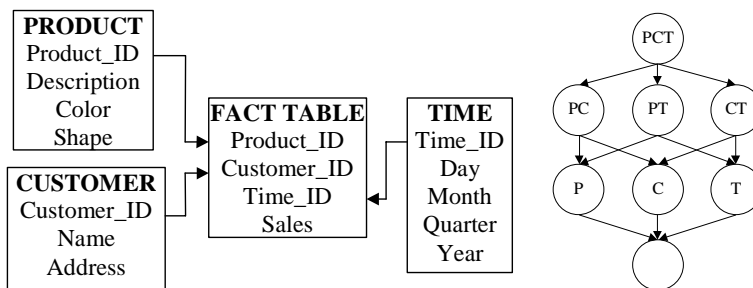 PRODUCT
Product_ID
Description
Color
Shape
CUSTOMER
Customer_ID
Name
Address
FACT TABLE
Product_ID
Customer_ID
Time_ID
Sales
TIME
Time_ID
Day
Month
Quarter
Year
PCT
PC PT CT
P C T